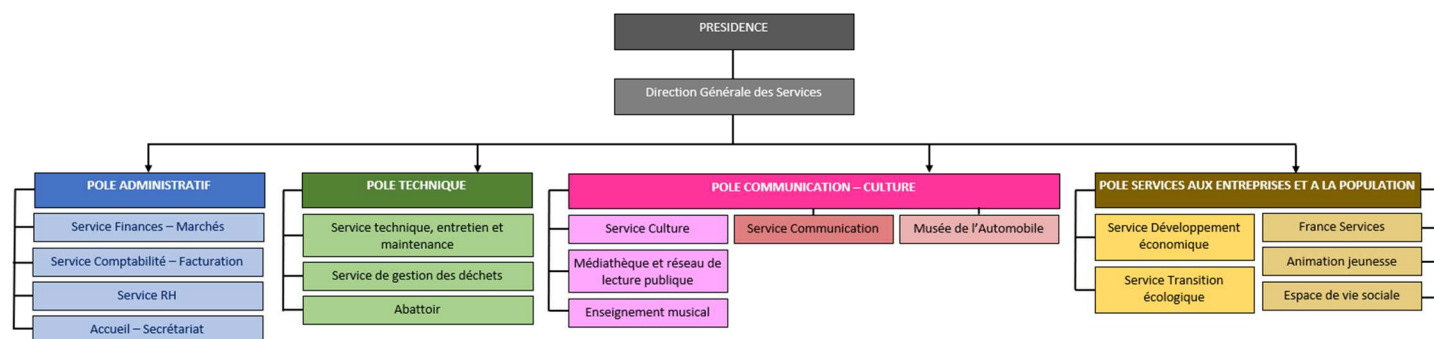 PRESIDENCE
Direction Générale des Services
POLE ADMINISTRATIF
Service Finances – Marchés
Service Comptabilité – Facturation
Service RH
Accueil – Secrétariat
POLE TECHNIQUE
Service technique, entretien et
maintenance
Service de gestion des déchets
Abattoir
POLE COMMUNICATION – CULTURE
Service Culture
Médiathèque et réseau de
lecture publique
Enseignement musical
Service Communication
Musée de l'Automobile
POLE SERVICES AUX ENTREPRISES ET A LA POPULATION
Service Développement
économique
Service Transition
écologique
France Services
Animation jeunesse
Espace de vie sociale